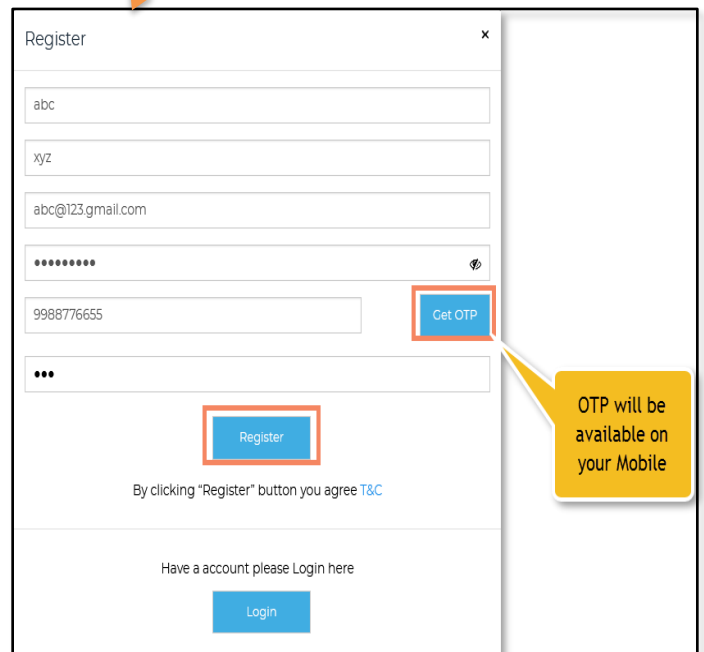 Register x
abc
xyz
abc@123.gmail.com
•••••••••
9988776655 Get OTP
•••
OTP will be
available on
your Mobile
Register
By clicking “Register” button you agree T&C
Have a account please Login here
Login